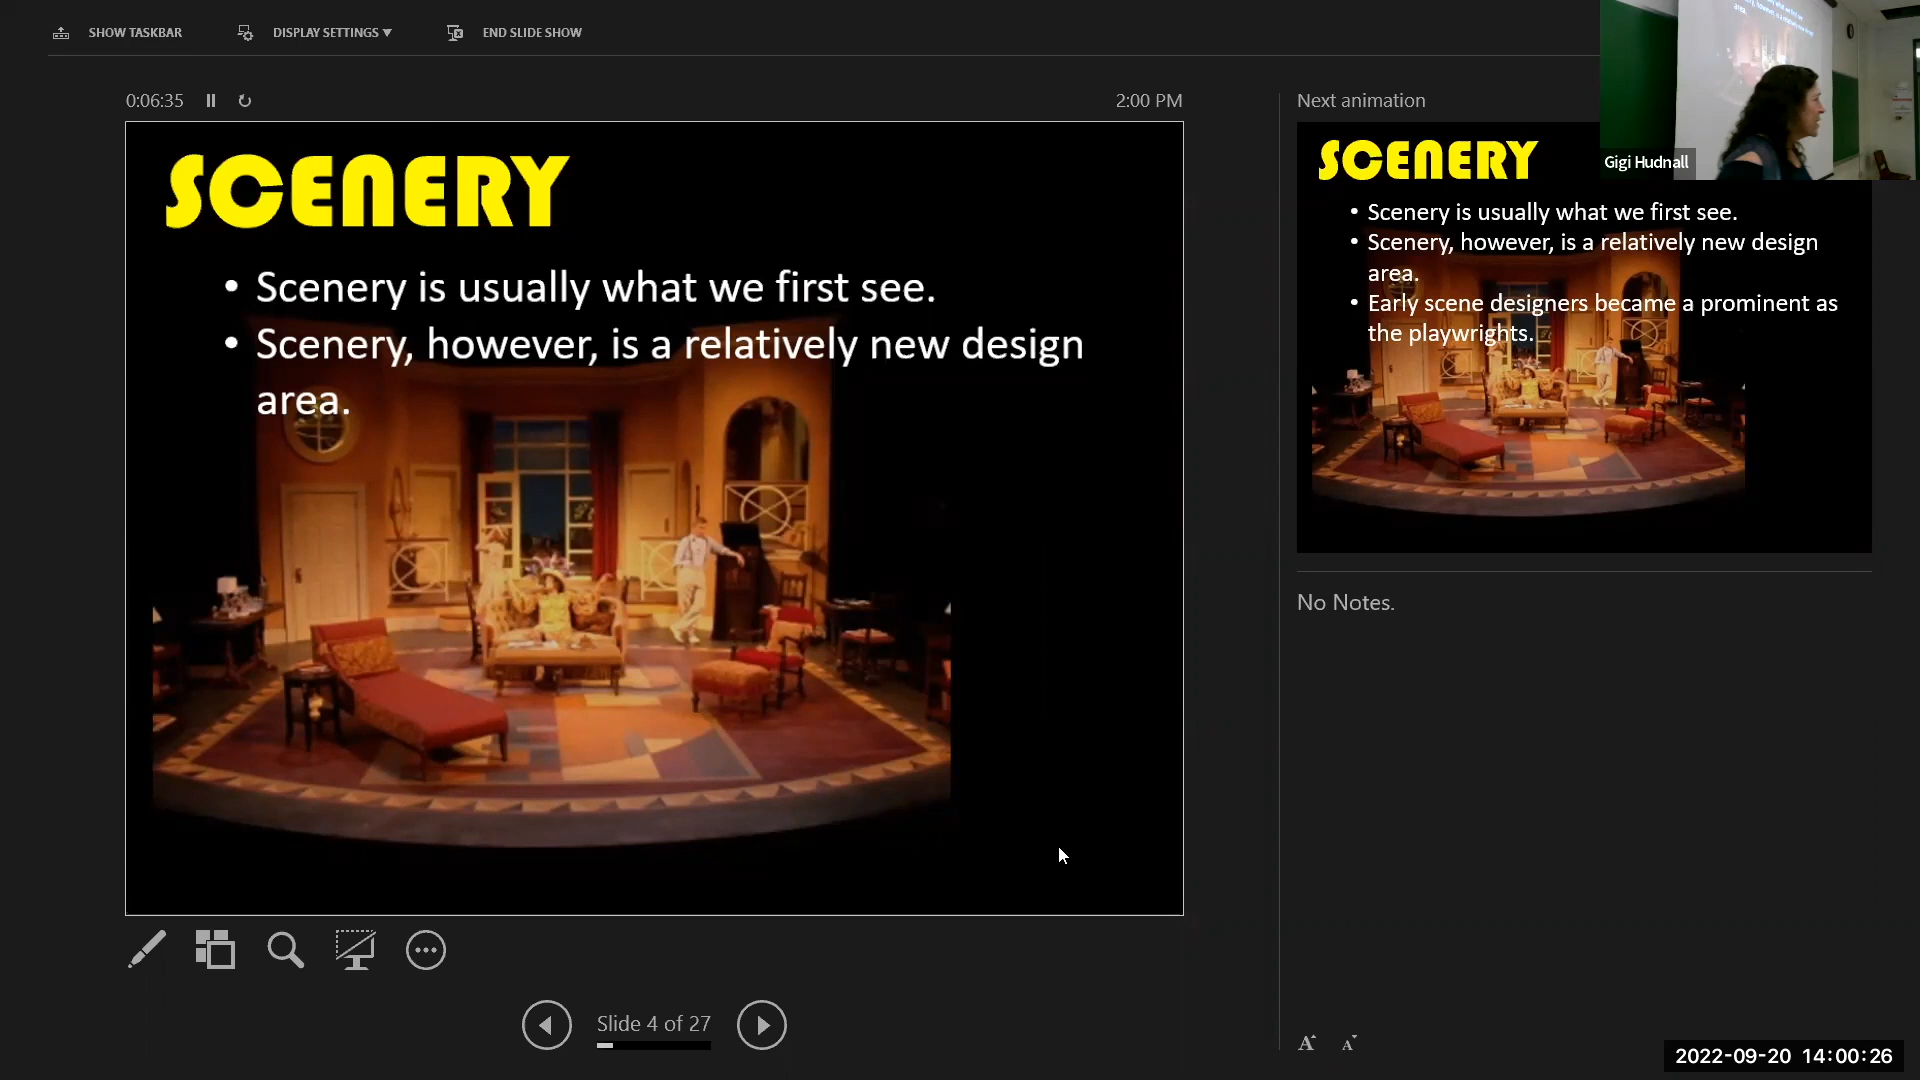 SHOW TASKBAR
DISPLAY SETTINGS
END SLIDE SHOW
0:06:35
2:00 PM
SCENERY
• Scenery is usually what we first see.
• Scenery, however, is a relatively new design
area.
Next animation
SCENERY
• Scenery is usually what we first see.
• Scenery, however, is a relatively new design
area.
• Early scene designers became a prominent as
the playwrights.
Gigi Hudnall
No Notes.
Slide 4 of 27
A A
2022-09-20 14:00:26